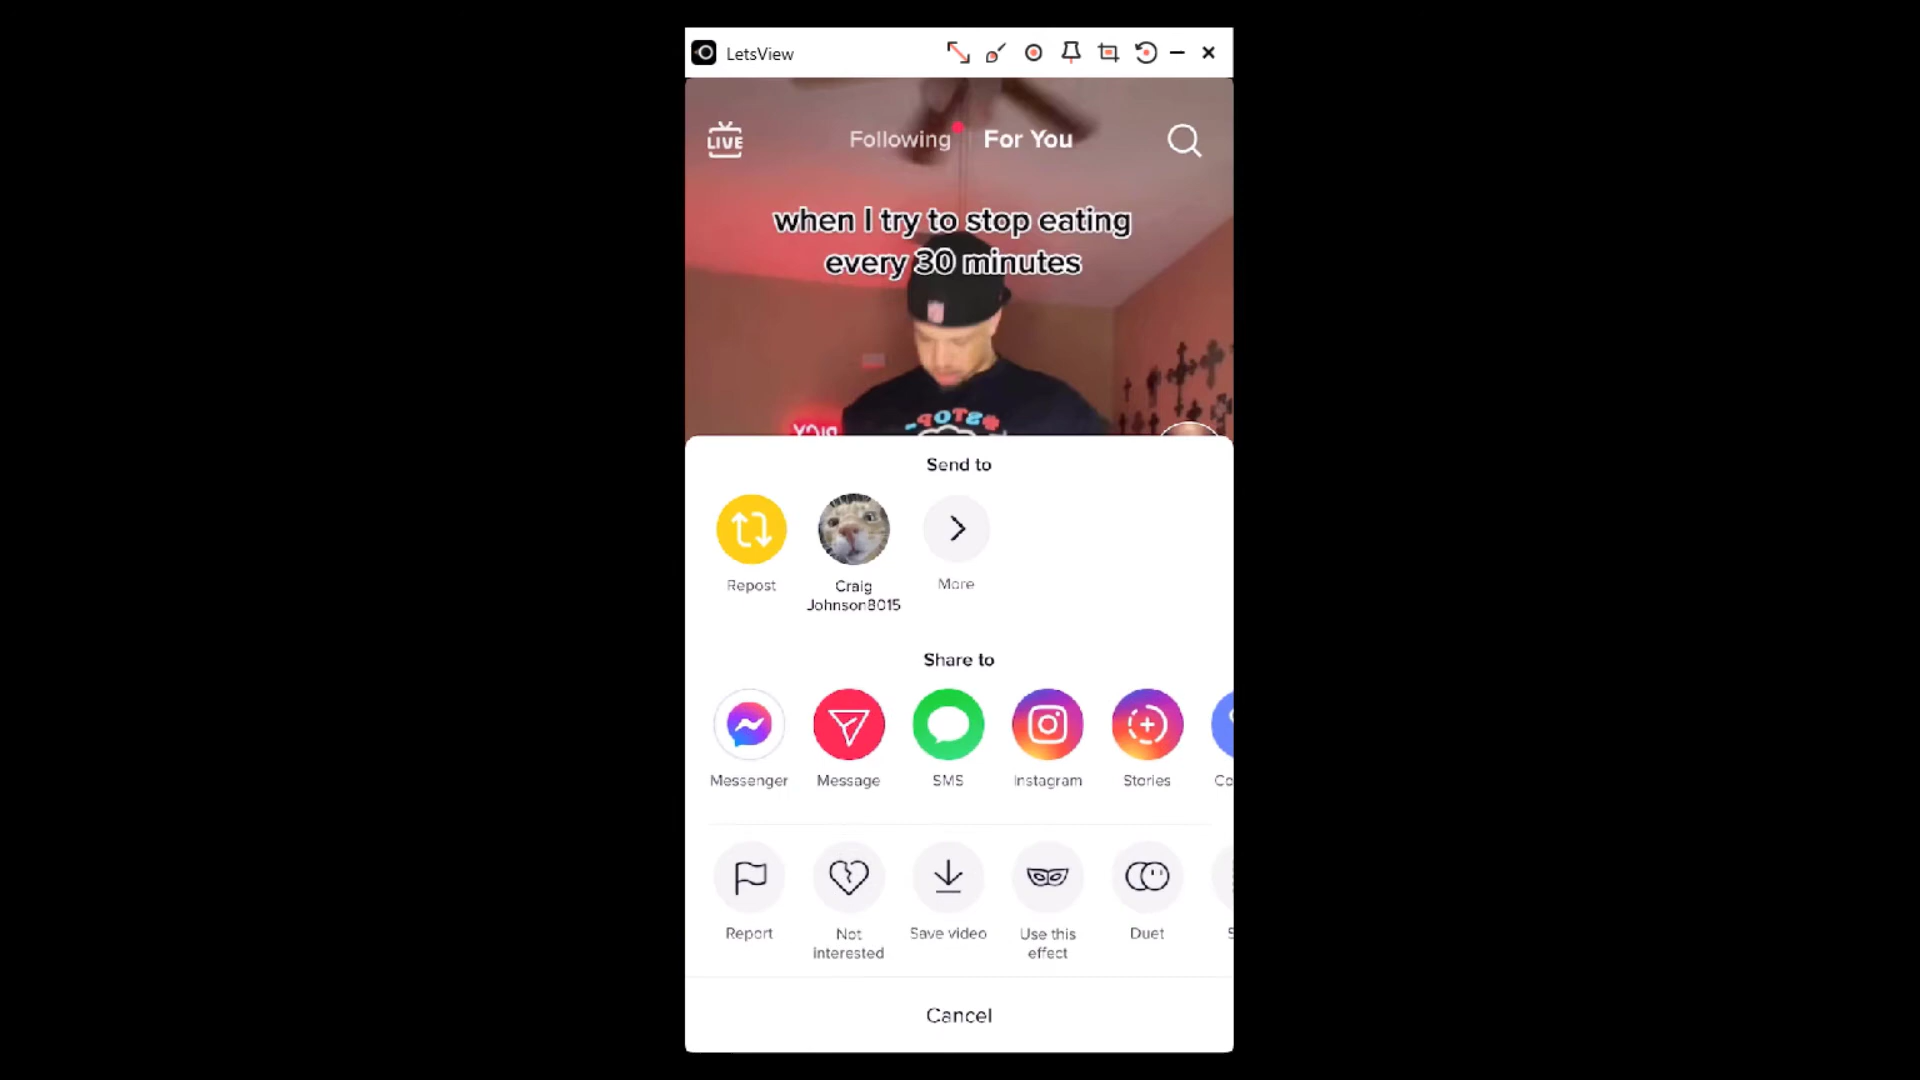 LetsView
LIVE
Following
For You
when I try to stop eating
every 30 minutes
Send to
Repost
Craig
Johnson8015
More
Share to
Messenger
Message
SMS
Instagram
Stories
Co
Report
Not
interested
Save video
Use this
effect
Duet
S
Cancel